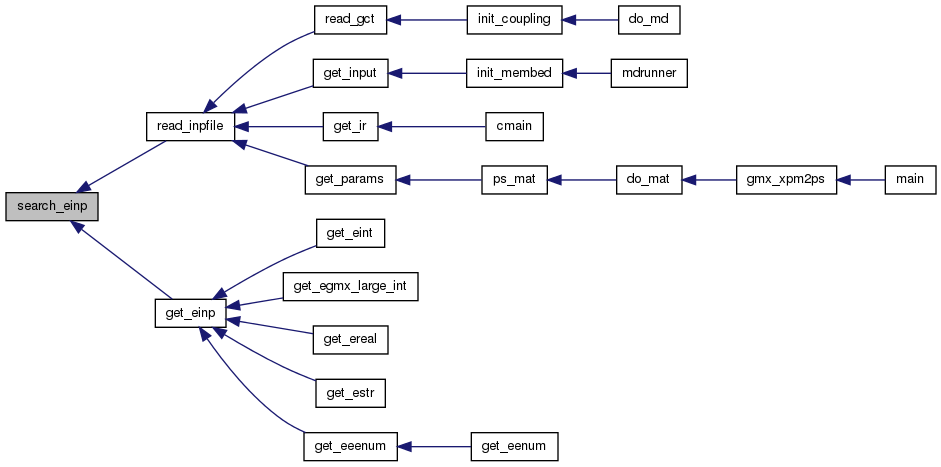 read_gct
init_coupling
do_md
get_input
init_membed
mdrunner
read_inpfile
get_ir
cmain
get_params
ps_mat
do_mat
gmx_xpm2ps
main
search_einp
get_eint
get_egmx_large_int
get_einp
get_ereal
get_estr
get_eeenum
get_eenum